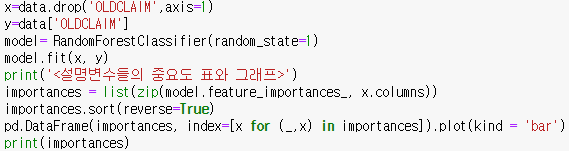 x=data.drop('OLDCLAIM',axis=1)
y=data['OLDCLAIM']
model= RandomForestClassifier(random_state=1)
model.fit(x, y)
print('<설명변수들의 중요도 표와 그래프>')
importances = list(zip(model.feature_importances_, x.columns))
importances.sort(reverse=True)
pd.DataFrame(importances, index=[x for (_,x) in importances]).plot(kind = 'bar')
print(importances)